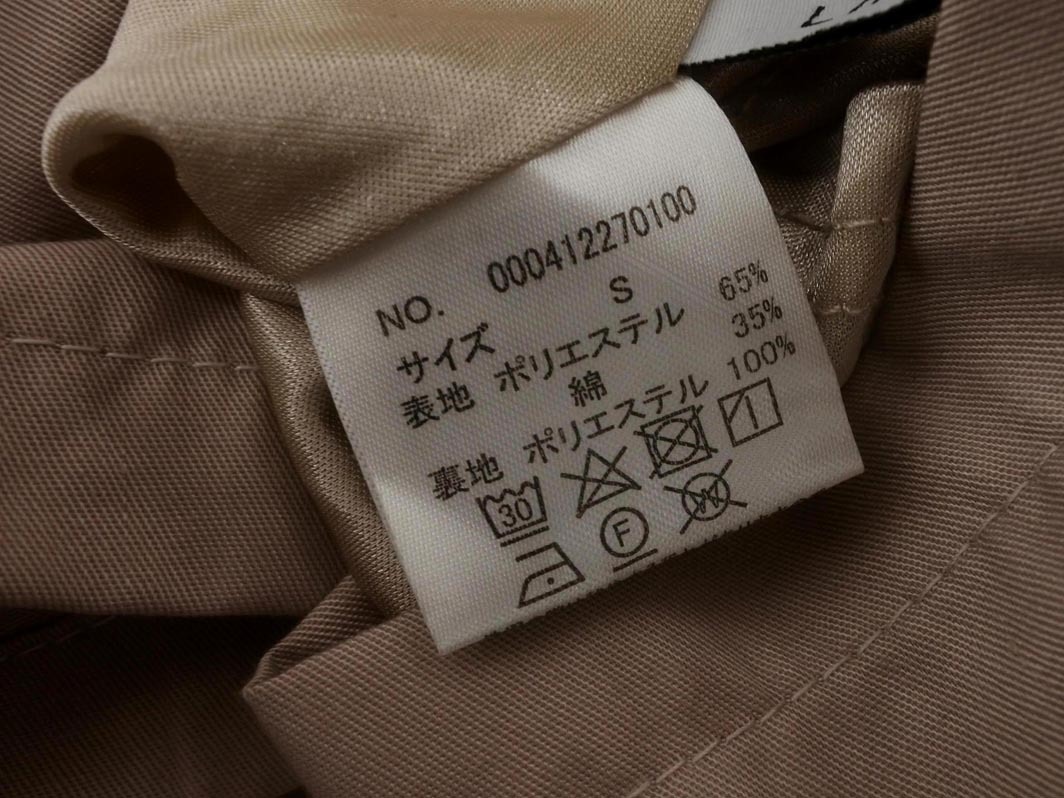 NO. 000412270100
サイズ S
表地 ポリエステル 65%
綿 35%
裏地 ポリエステル 100%
30
F W